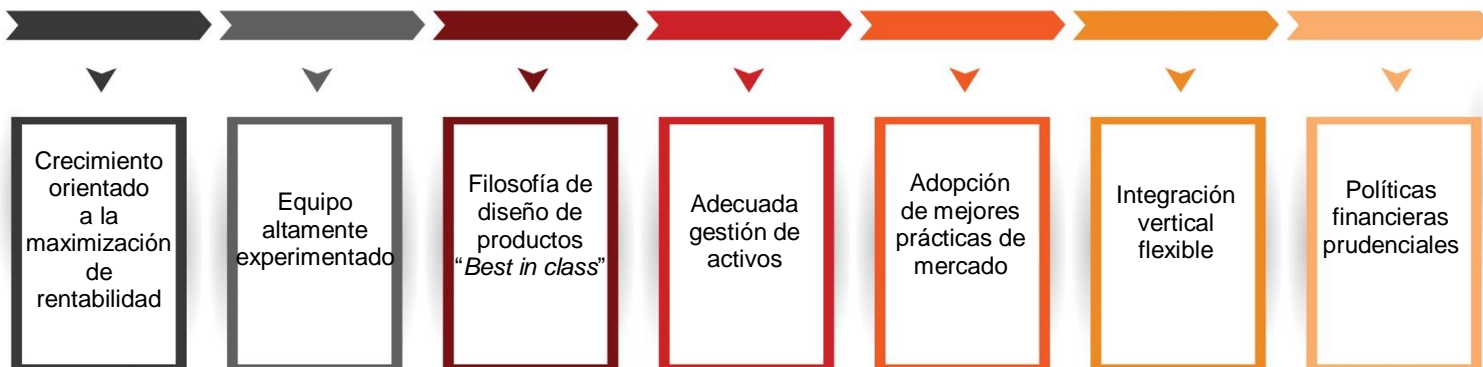 Crecimiento
orientado
a la
maximización
de
rentabilidad
Equipo
altamente
experimentado
Filosofía de
diseño de
productos
“Best in class”
Adecuada
gestión de
activos
Adopción
de mejores
prácticas de
mercado
Integración
vertical
flexible
Políticas
financieras
prudenciales